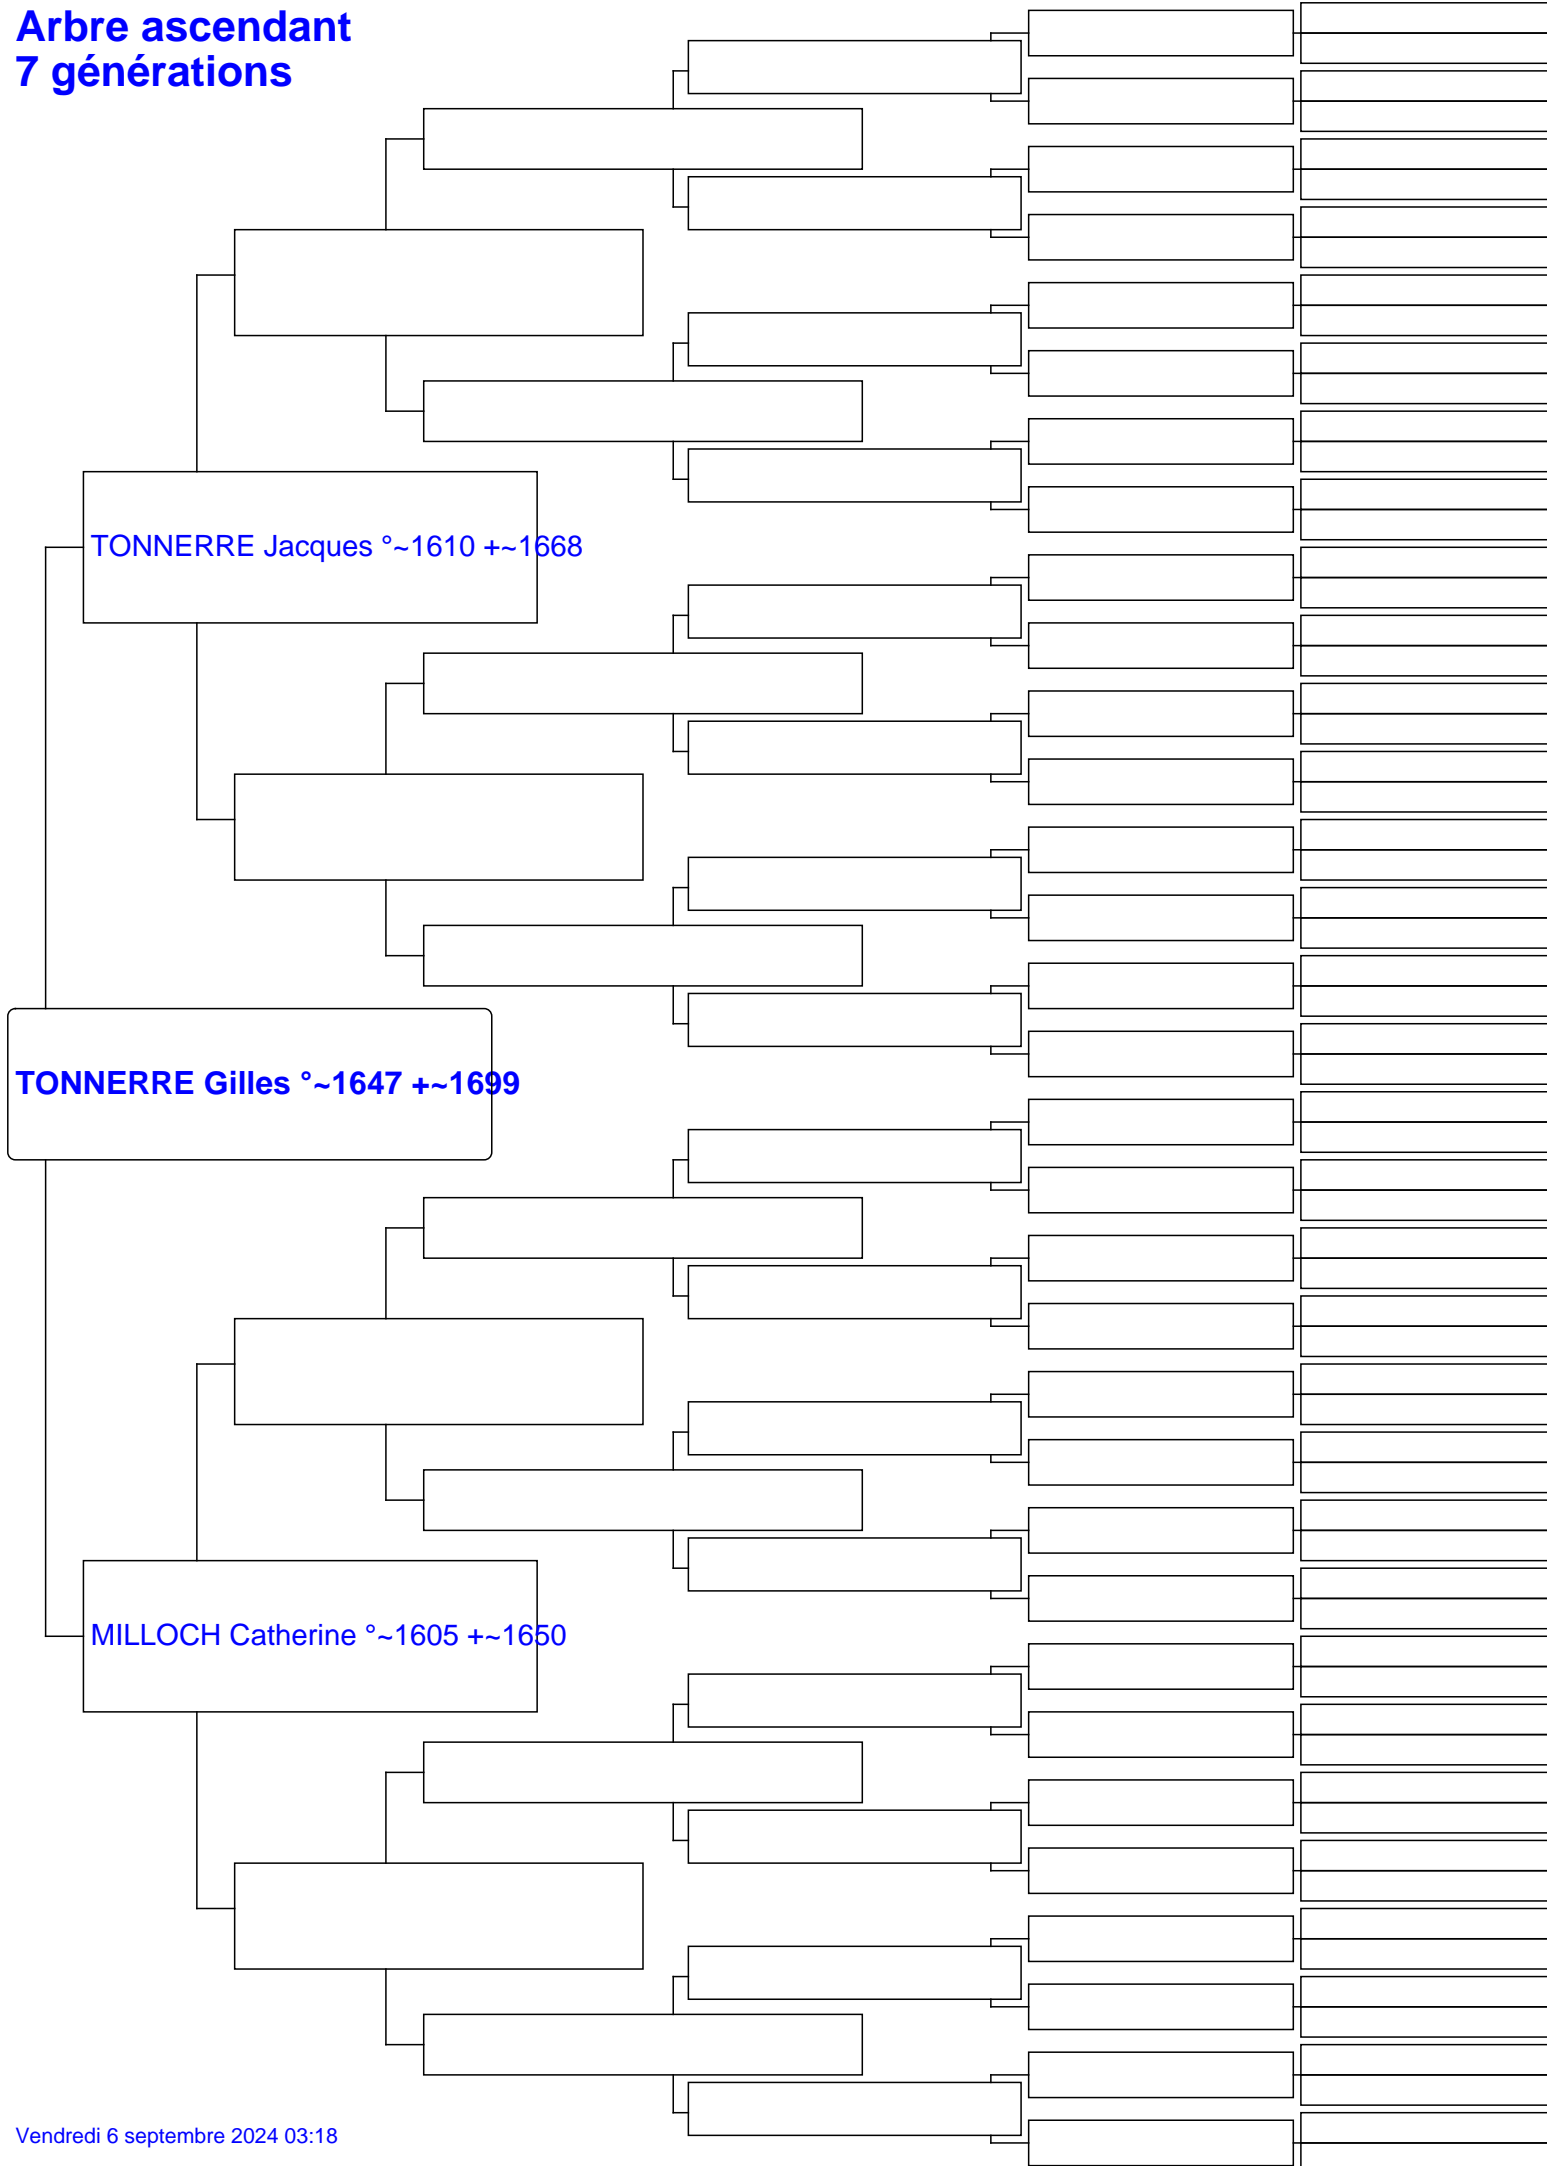 Arbre ascendant
7 générations
TONNERRE Jacques °~1610 +~1668
TONNERRE Gilles °~1647 +~1699
MILLOCH Catherine °~1605 +~1650
Vendredi 6 septembre 2024 03:18